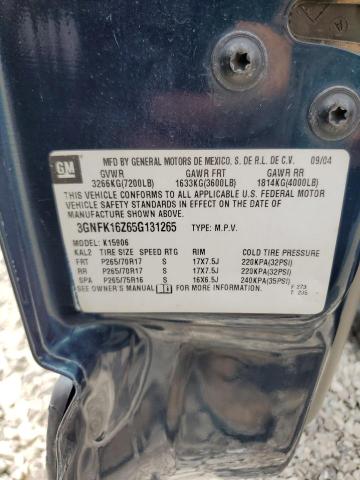 GM
MFD BY GENERAL MOTORS DE MEXICO, S. DE R.L. DE C.V. 09/04
GVWR GAWR FRT GAWR RR
3266KG(7200LB) 1633KG(3600LB) 1814KG(4000LB)
THIS VEHICLE CONFORMS TO ALL APPLICABLE U.S. FEDERAL MOTOR
VEHICLE SAFETY STANDARDS IN EFFECT ON THE DATE OF
MANUFACTURE SHOWN ABOVE.
3GNFK16Z65G131265 TYPE: M.P.V.
MODEL: K15906
KAL2 TIRE SIZE SPEED RTG RIM COLD TIRE PRESSURE
FRT P265/70R17 S 17X7.5J 220KPA(32PSI)
RR P265/70R17 S 17X7.5J 220KPA(32PSI)
SPA P265/75R16 S 16X6.5J 240KPA(35PSI)
SEE OWNER'S MANUAL FOR MORE INFORMATION.